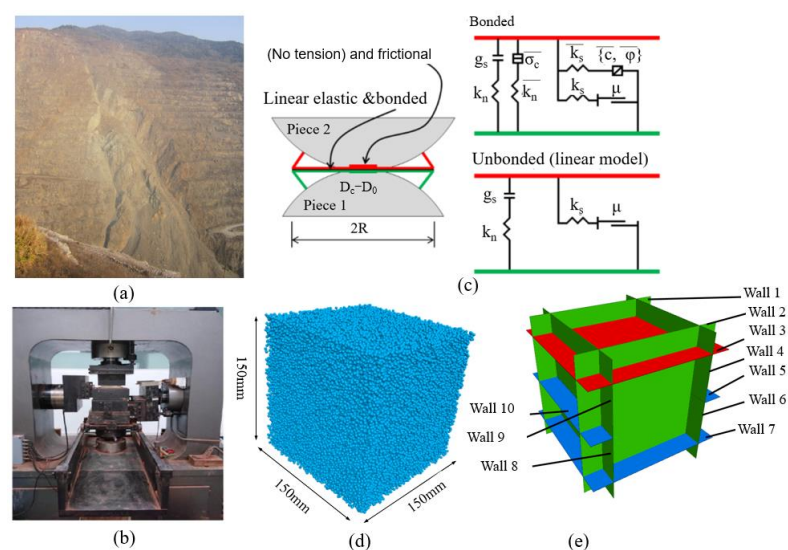 (No tension) and frictional
Linear elastic &bonded
Piece 2
Dc–D0
Piece 1
2R
Bonded
gs
σc
ks
{c, φ}
kn
kn
ks
μ
Unbonded (linear model)
gs
ks
μ
kn
(a)
(c)
150mm
150mm
150mm
Wall 1
Wall 2
Wall 3
Wall 4
Wall 5
Wall 6
Wall 7
Wall 10
Wall 9
Wall 8
(b)
(d)
(e)